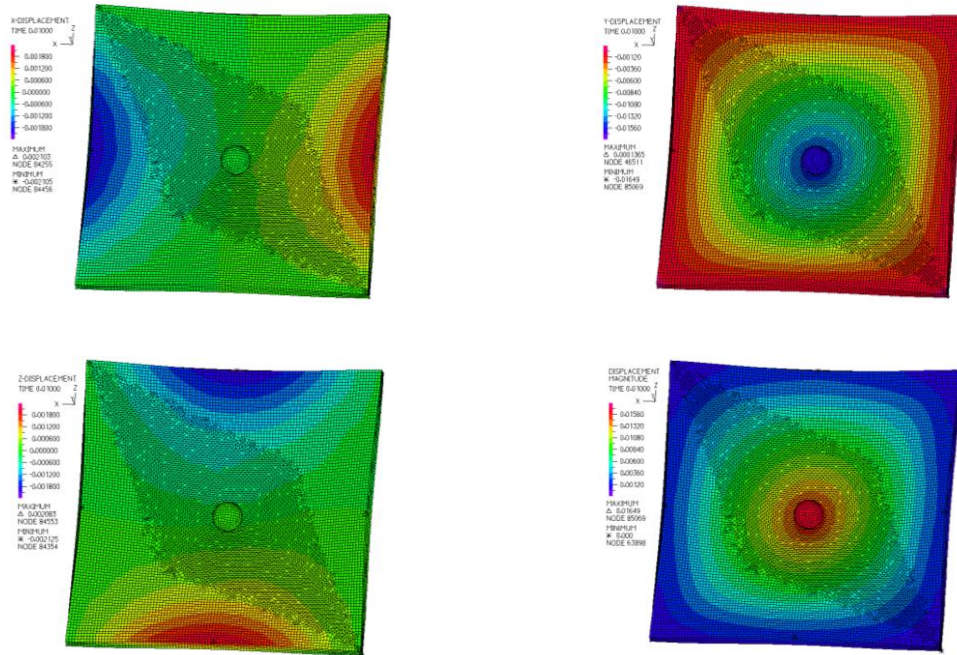 X-DISPLACEMENT
TIME 0.01000
Z
X
0.001800
0.001200
0.000600
0.000000
-0.000600
-0.001200
-0.001800
MAXIMUM
△ 0.002103
NODE 84255
MINIMUM
✳ -0.002105
NODE 84456
Y-DISPLACEMENT
TIME 0.01000
Z
X
-0.00120
-0.00360
-0.00600
-0.00840
-0.01080
-0.01320
-0.01560
MAXIMUM
△ 0.0001365
NODE 46511
MINIMUM
✳ -0.01649
NODE 85069
Z-DISPLACEMENT
TIME 0.01000
Z
X
0.001800
0.001200
0.000600
0.000000
-0.000600
-0.001200
-0.001800
MAXIMUM
△ 0.002083
NODE 84553
MINIMUM
✳ -0.002125
NODE 84354
DISPLACEMENT
MAGNITUDE
TIME 0.01000
Z
X
0.01560
0.01320
0.01080
0.00840
0.00600
0.00360
0.00120
MAXIMUM
△ 0.01649
NODE 85069
MINIMUM
✳ 0.000
NODE 63898